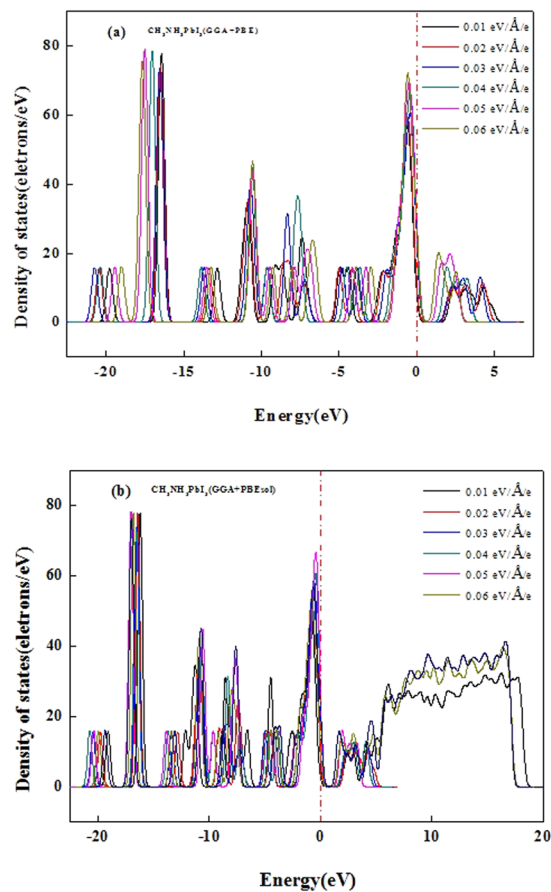 (a) CH₃NH₃PbI₃(GGA+PBE)
0.01 eV/Å/e
0.02 eV/Å/e
0.03 eV/Å/e
0.04 eV/Å/e
0.05 eV/Å/e
0.06 eV/Å/e
Density of states(eletrons/eV)
80
60
40
20
0
-20 -15 -10 -5 0 5
Energy(eV)
(b) CH₃NH₃PbI₃(GGA+PBEsol)
0.01 eV/Å/e
0.02 eV/Å/e
0.03 eV/Å/e
0.04 eV/Å/e
0.05 eV/Å/e
0.06 eV/Å/e
Density of states(eletrons/eV)
80
60
40
20
0
-20 -10 0 10 20
Energy(eV)